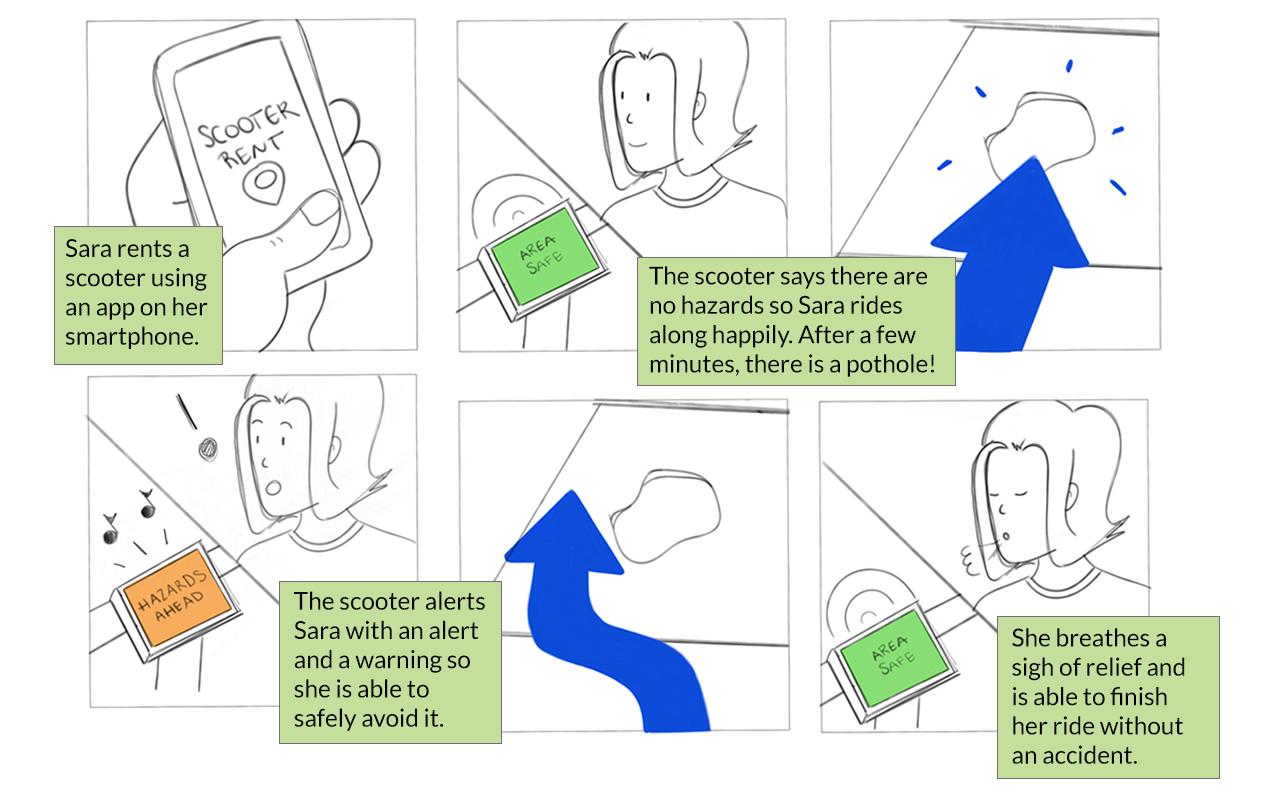 SCOOTER
RENT
Sara rents a
scooter using
an app on her
smartphone.
AREA
SAFE
The scooter says there are
no hazards so Sara rides
along happily. After a few
minutes, there is a pothole!
HAZARDS
AHEAD
The scooter alerts
Sara with an alert
and a warning so
she is able to
safely avoid it.
AREA
SAFE
She breathes a
sigh of relief and
is able to finish
her ride without
an accident.